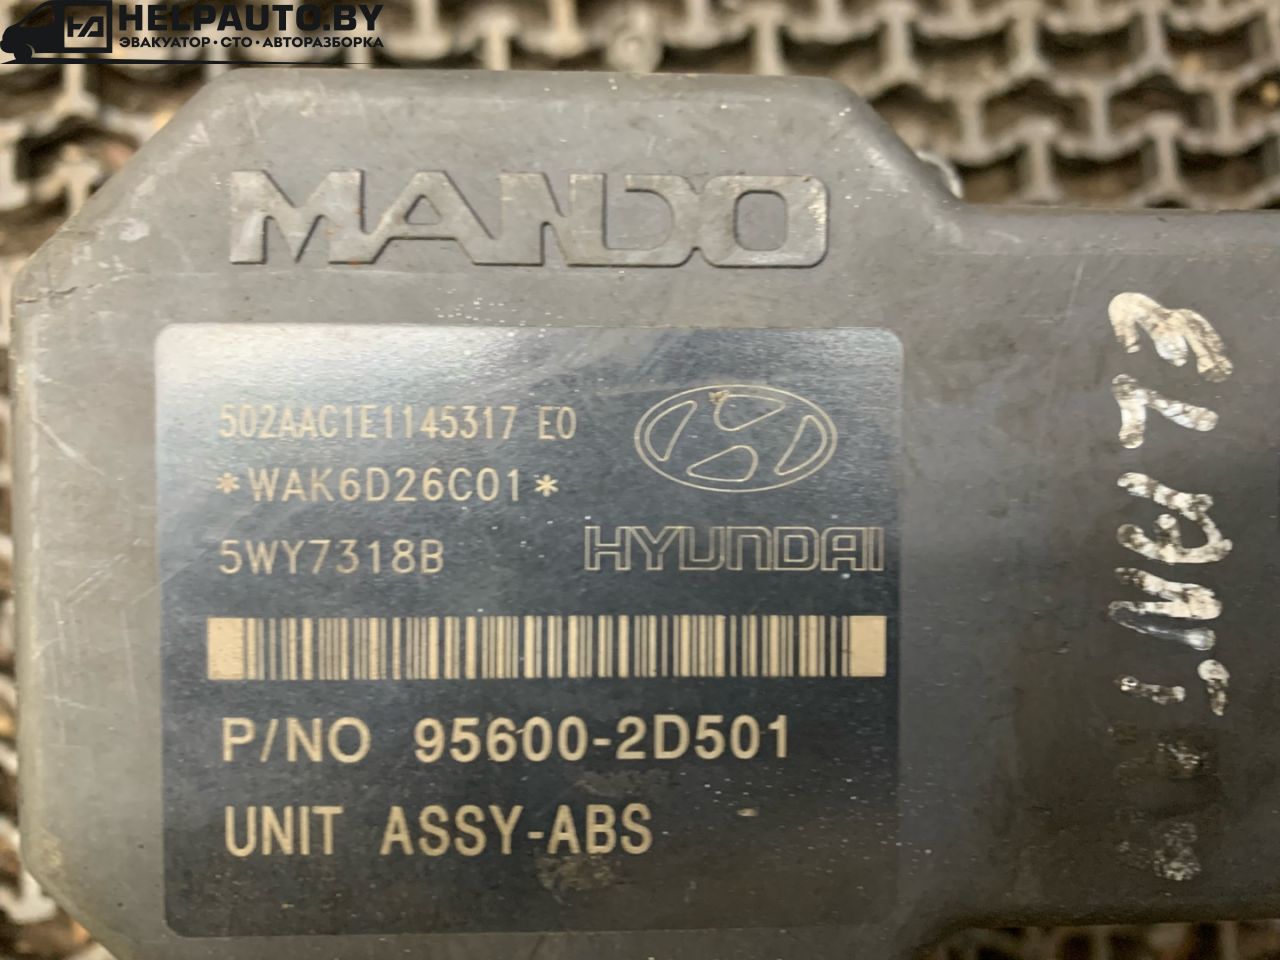 HELPAUTO.BY
ЭВАКУАТОР • СТО • АВТОРАЗБОРКА
MANDO
502AAC1E1145317 E0
*WAK6D26C01*
5WY7318B
HYUNDAI
P/NO 95600-2D501
UNIT ASSY-ABS